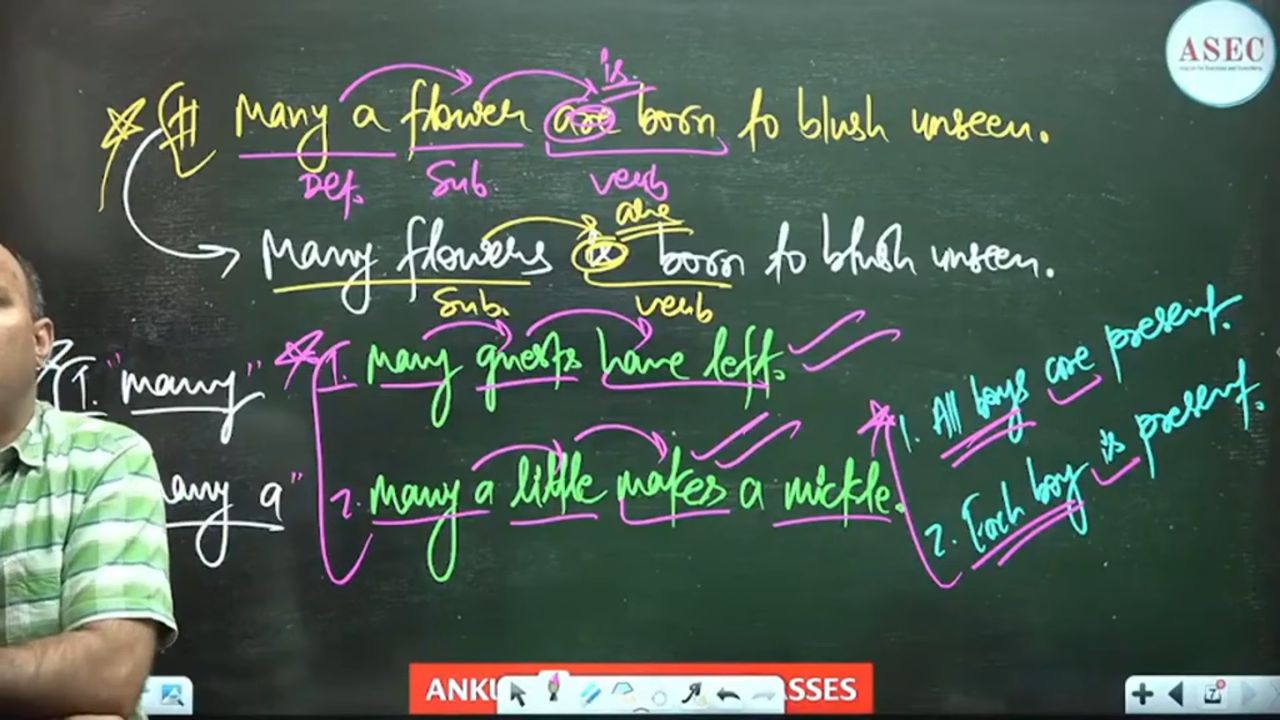 ASEC
is
# Many a flower are born to blush unseen.
Def. Sub. verb
are
Many flowers is born to blush unseen.
Sub. verb
1. "many"
any a"
1. Many guests have left.
2. Many a little makes a mickle.
1. All boys are present.
2. Each boy is present.
ANKU ASSES